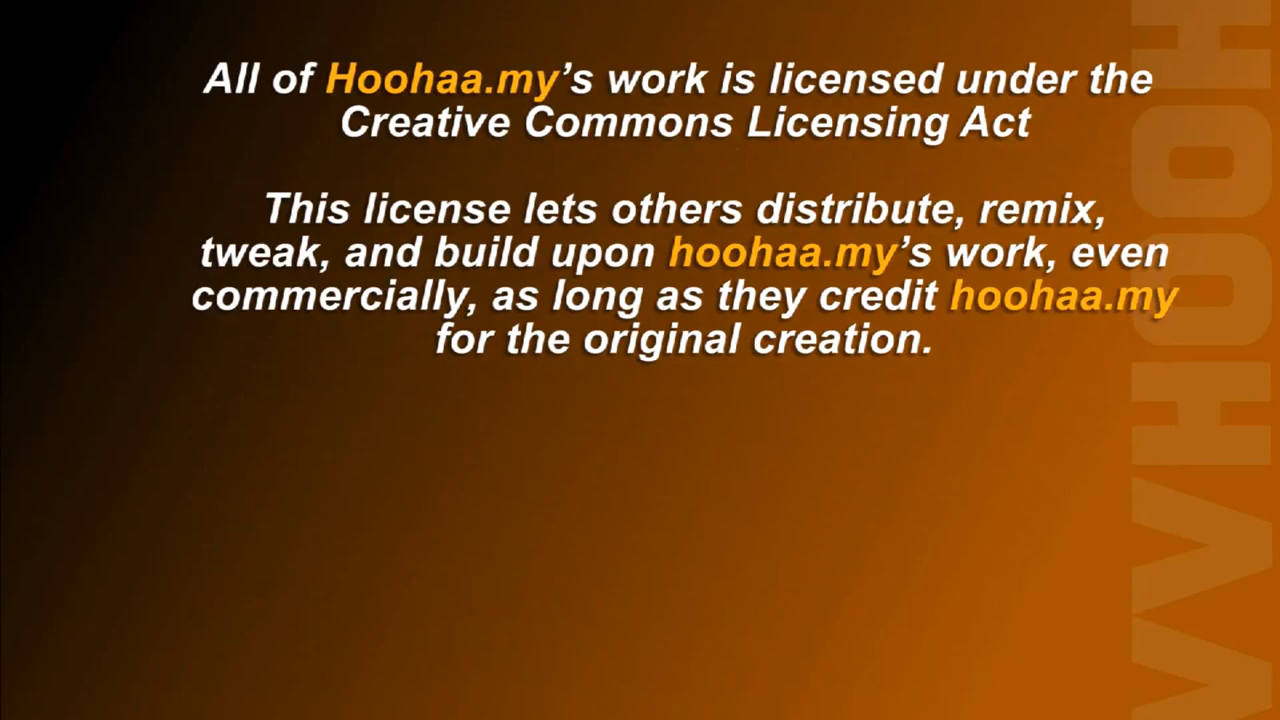 All of Hoohaa.my’s work is licensed under the
Creative Commons Licensing Act
This license lets others distribute, remix,
tweak, and build upon hoohaa.my’s work, even
commercially, as long as they credit hoohaa.my
for the original creation.
WHOOH